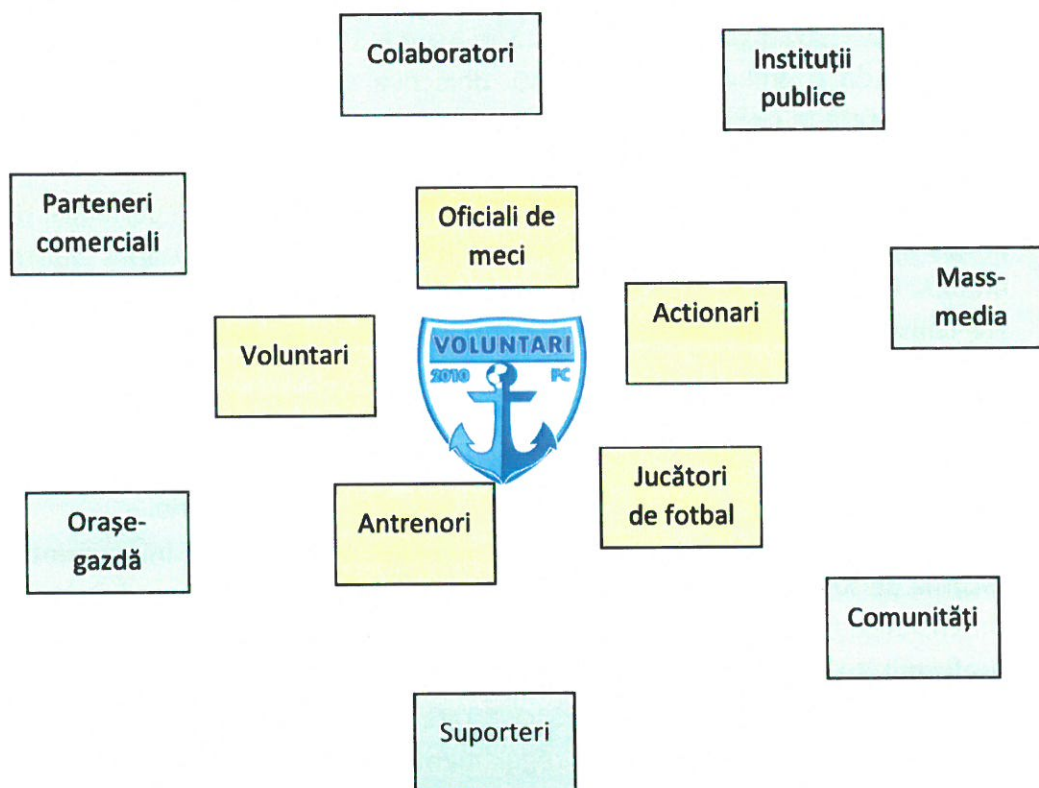 Colaboratori
Instituții
publice
Parteneri
comerciali
Oficiali de
meci
Mass-
media
Actionari
Voluntari
VOLUNTARI
2010 FC
Jucători
de fotbal
Orașe-
gazdă
Antrenori
Comunități
Suporteri